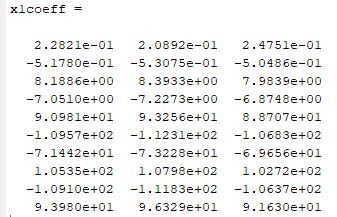 x1coeff =
2.2821e-01 2.0892e-01 2.4751e-01
-5.1780e-01 -5.3075e-01 -5.0486e-01
8.1886e+00 8.3933e+00 7.9839e+00
-7.0510e+00 -7.2273e+00 -6.8748e+00
9.0981e+01 9.3256e+01 8.8707e+01
-1.0957e+02 -1.1231e+02 -1.0683e+02
-7.1442e+01 -7.3228e+01 -6.9656e+01
1.0535e+02 1.0798e+02 1.0272e+02
-1.0910e+02 -1.1183e+02 -1.0637e+02
9.3980e+01 9.6329e+01 9.1630e+01